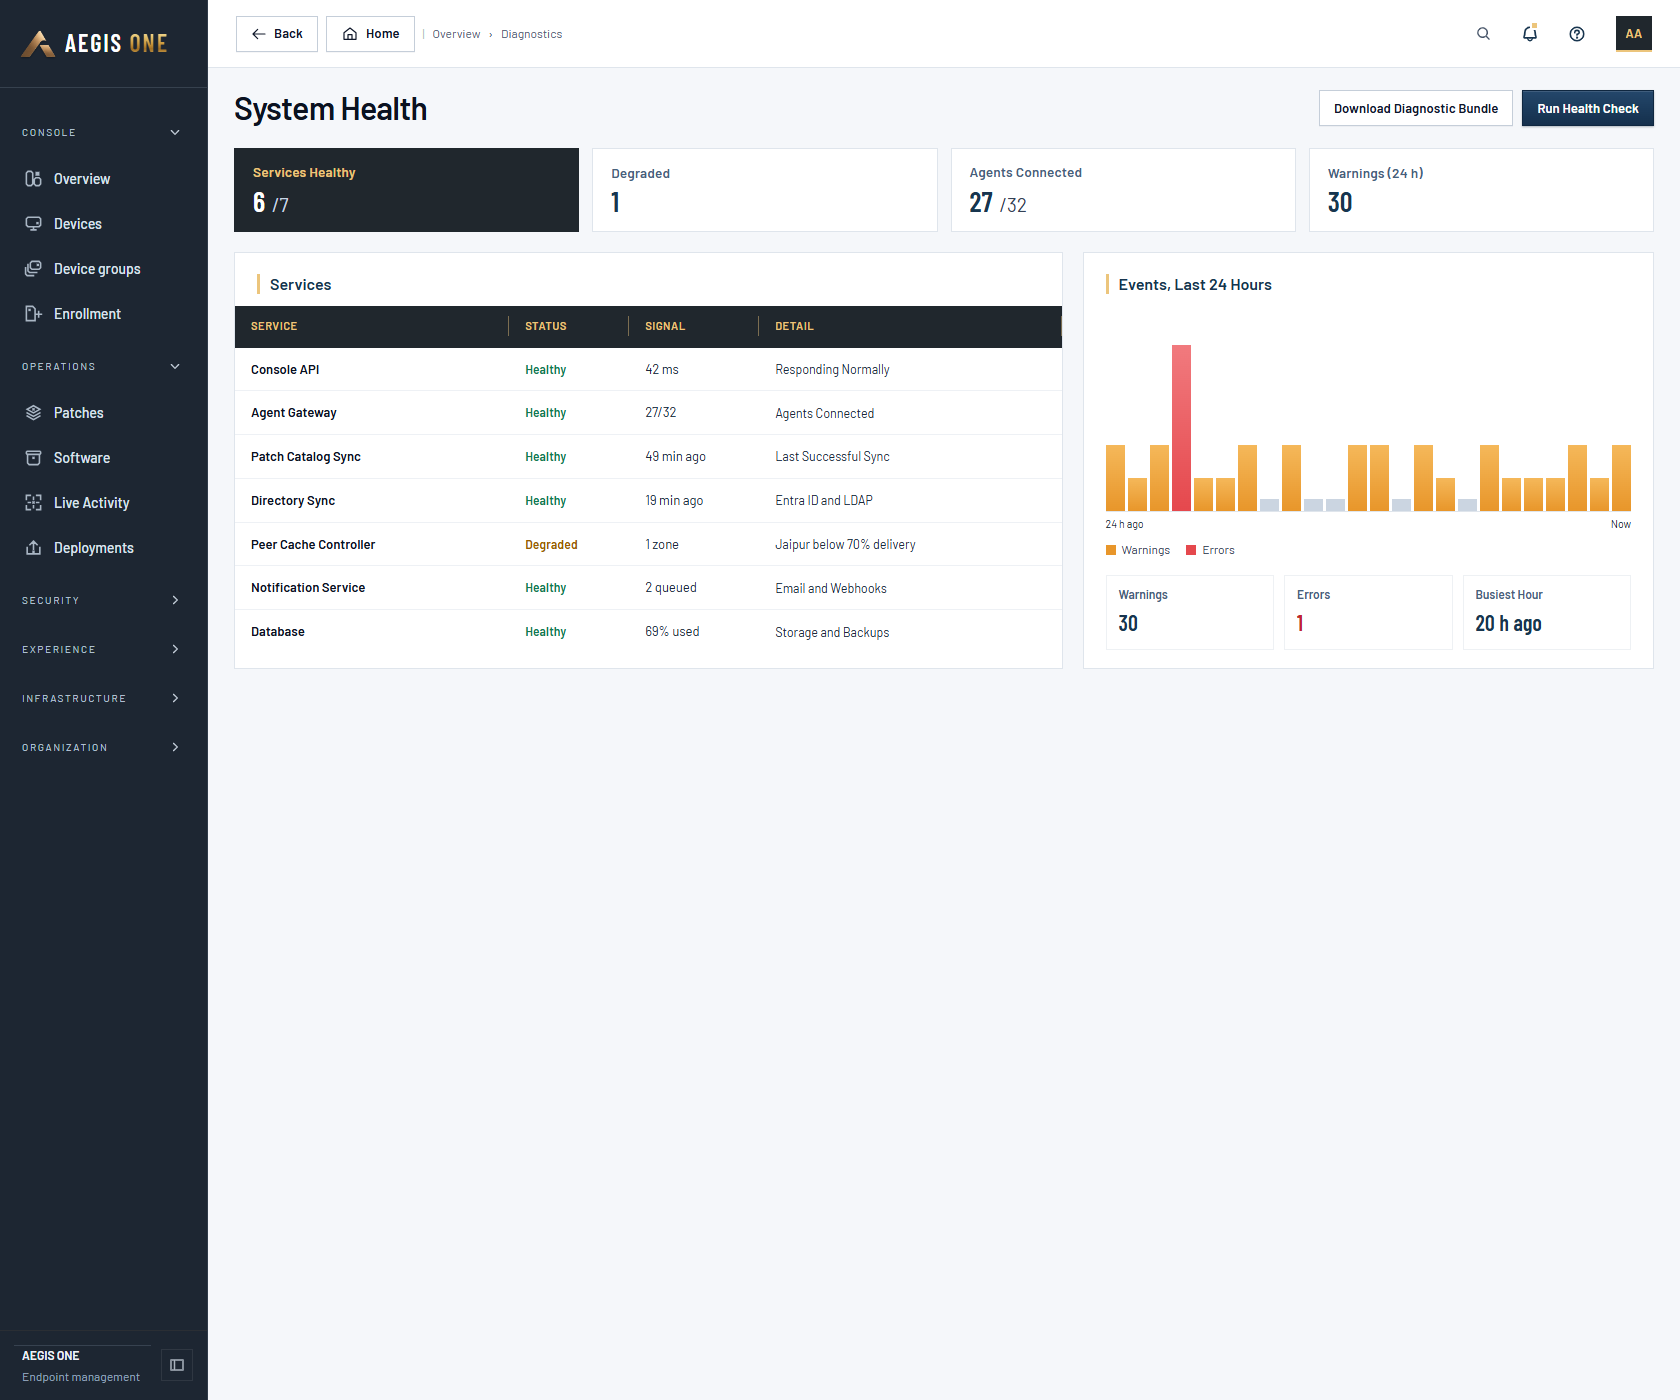 AEGIS ONE
CONSOLE
Overview
Devices
Device groups
Enrollment
OPERATIONS
Patches
Software
Live Activity
Deployments
SECURITY
EXPERIENCE
INFRASTRUCTURE
ORGANIZATION
AEGIS ONE
Endpoint management
Back
Home
Overview › Diagnostics
AA
System Health
Download Diagnostic Bundle
Run Health Check
Services Healthy
6 /7
Degraded
1
Agents Connected
27 /32
Warnings (24 h)
30
Services
SERVICE STATUS SIGNAL DETAIL
Console API Healthy 42 ms Responding Normally
Agent Gateway Healthy 27/32 Agents Connected
Patch Catalog Sync Healthy 49 min ago Last Successful Sync
Directory Sync Healthy 19 min ago Entra ID and LDAP
Peer Cache Controller Degraded 1 zone Jaipur below 70% delivery
Notification Service Healthy 2 queued Email and Webhooks
Database Healthy 69% used Storage and Backups
Events, Last 24 Hours
24 h ago Now
Warnings Errors
Warnings
30
Errors
1
Busiest Hour
20 h ago